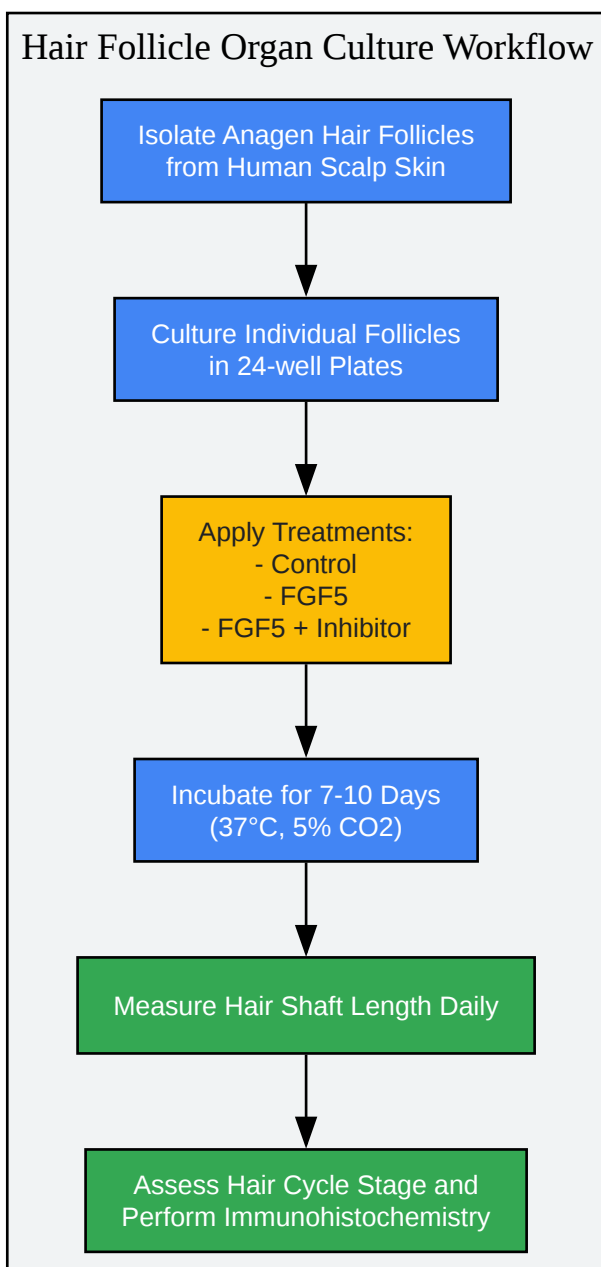 Hair Follicle Organ Culture Workflow
Isolate Anagen Hair Follicles
from Human Scalp Skin
Culture Individual Follicles
in 24-well Plates
Apply Treatments:
- Control
- FGF5
- FGF5 + Inhibitor
Incubate for 7-10 Days
(37°C, 5% CO2)
Measure Hair Shaft Length Daily
Assess Hair Cycle Stage and
Perform Immunohistochemistry